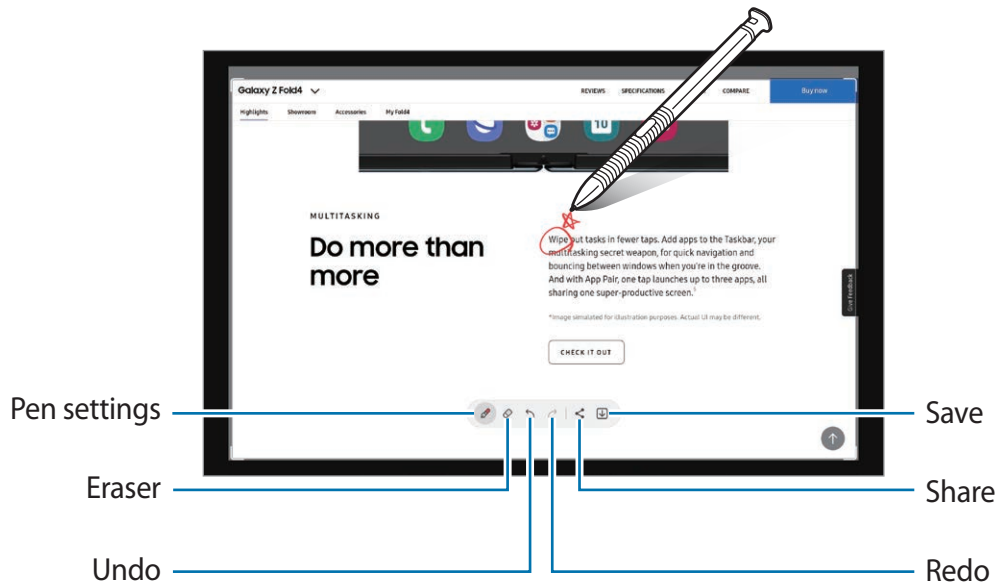 Galaxy Z Fold4
REVIEWS SPECIFICATIONS COMPARE Buy now
Highlights Showroom Accessories My Fold4
10
MULTITASKING
Do more than
more
Wipe out tasks in fewer taps. Add apps to the Taskbar, your
multitasking secret weapon, for quick navigation and
bouncing between windows when you're in the groove.
And with App Pair, one tap launches up to three apps, all
sharing one super-productive screen.
*Image simulated for illustration purposes. Actual UI may be different.
CHECK IT OUT
Give Feedback
Pen settings
Save
Eraser
Share
Undo
Redo